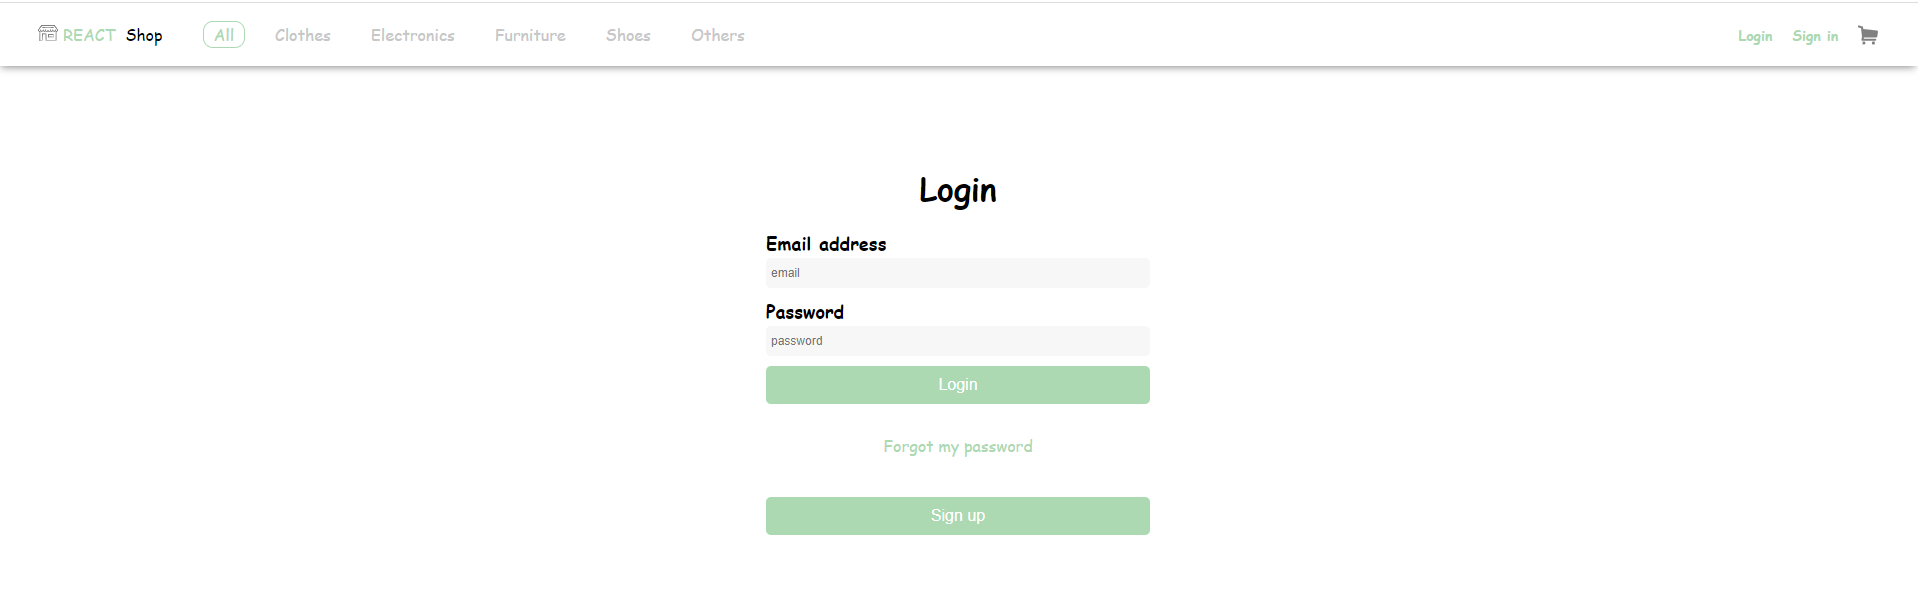 REACT Shop All Clothes Electronics Furniture Shoes Others Login Sign in
Login
Email address
email
Password
password
Login
Forgot my password
Sign up